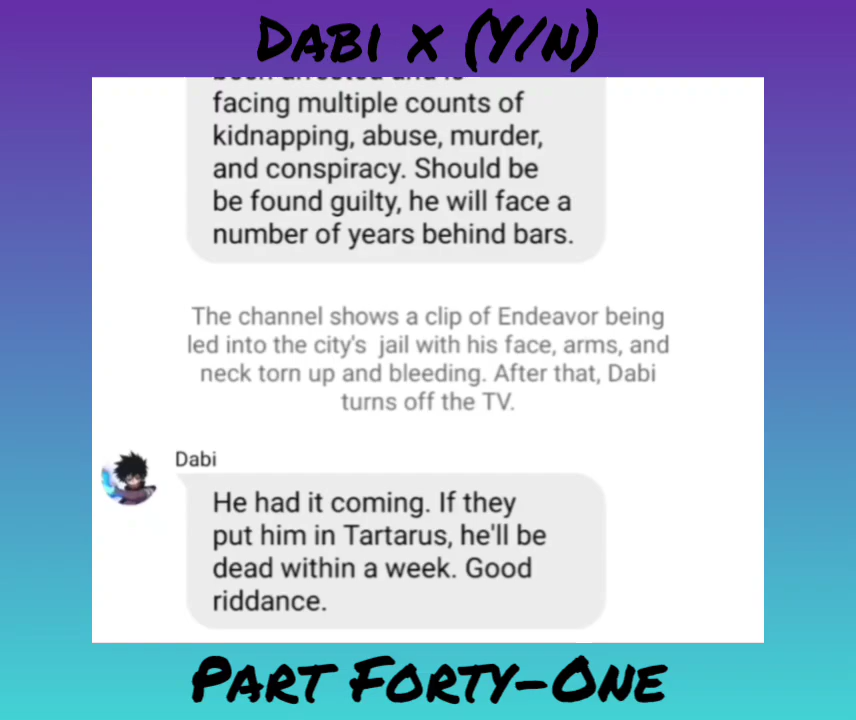 DABI X (Y/N)
facing multiple counts of
kidnapping, abuse, murder,
and conspiracy. Should be
be found guilty, he will face a
number of years behind bars.
The channel shows a clip of Endeavor being
led into the city's jail with his face, arms, and
neck torn up and bleeding. After that, Dabi
turns off the TV.
Dabi
He had it coming. If they
put him in Tartarus, he'll be
dead within a week. Good
riddance.
PART FORTY-ONE